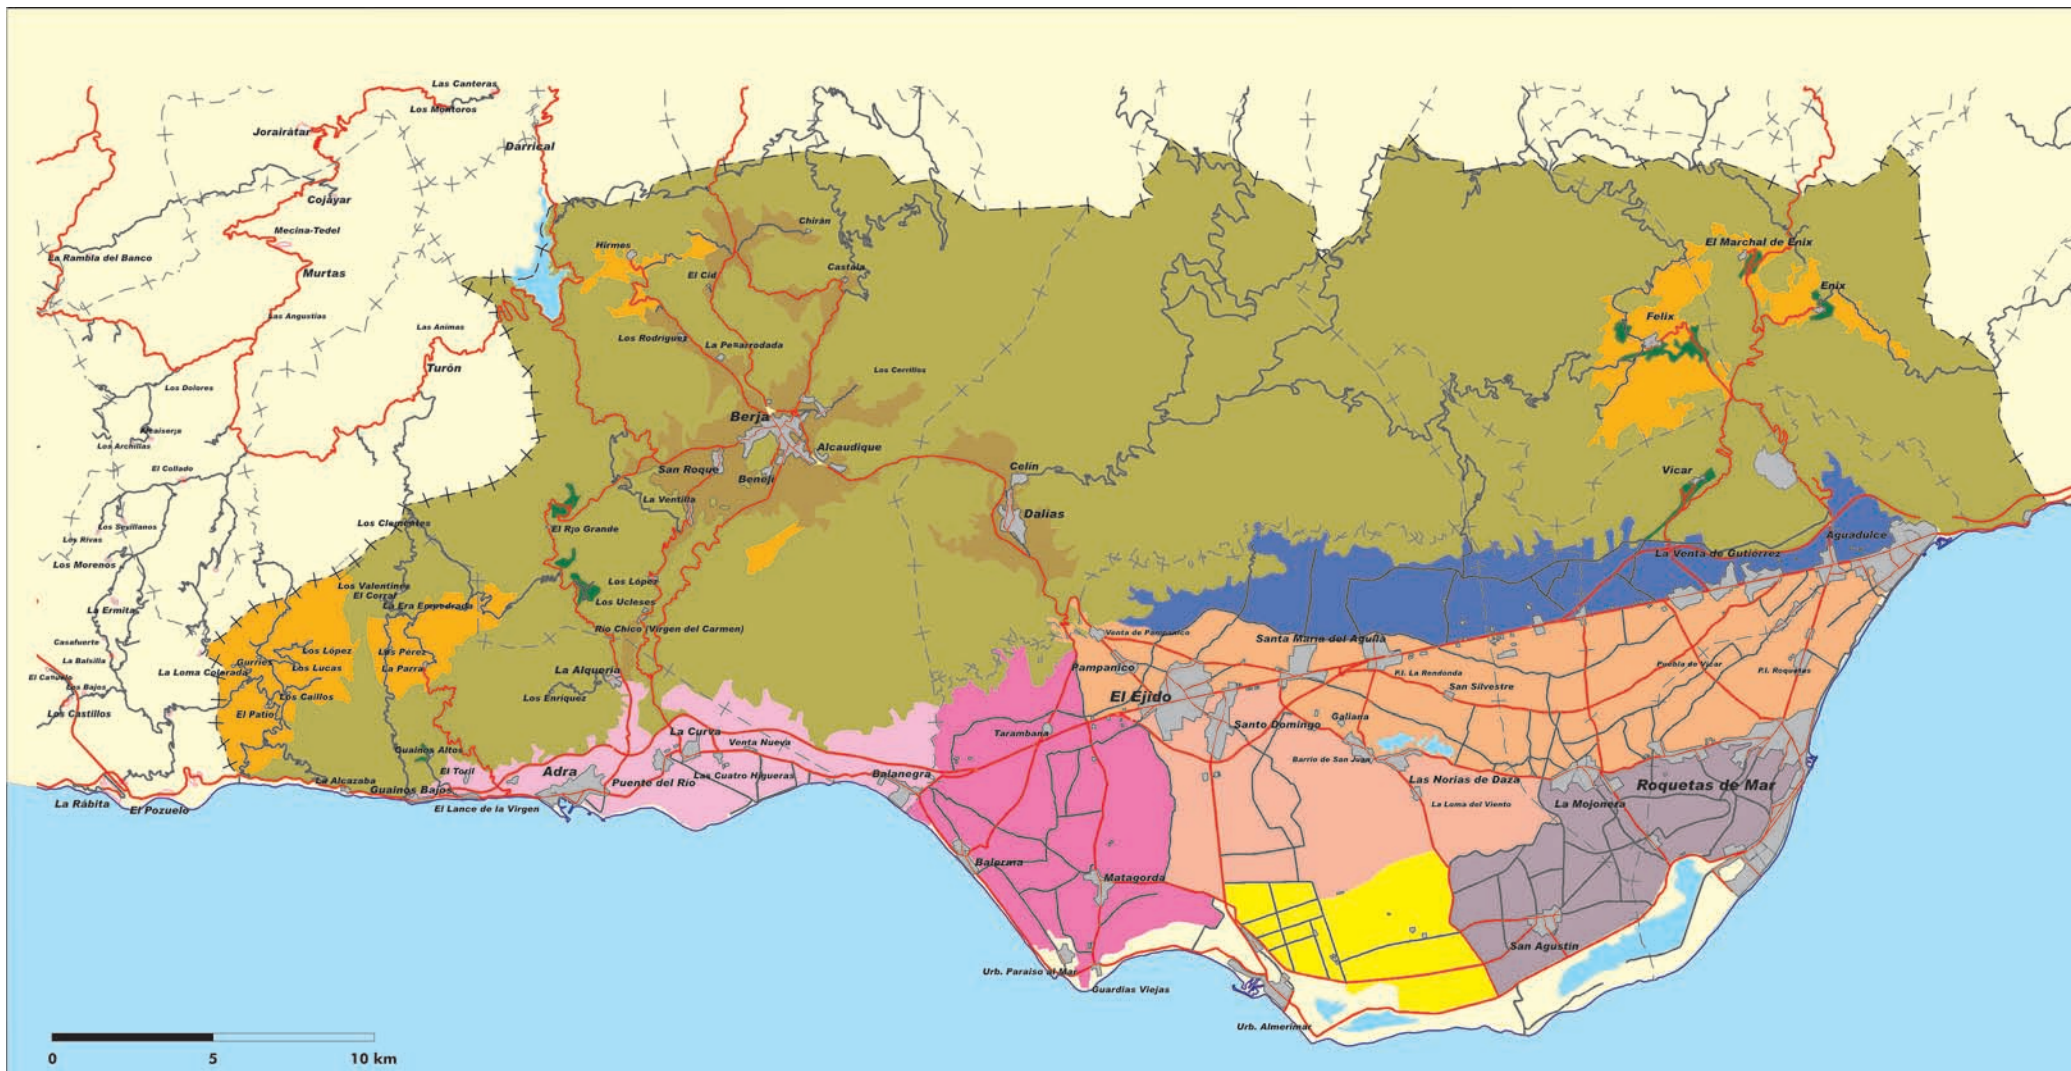 Las Canteras
Los Montoros
Jorairátar
Darrical
Cojáyar
Mecina-Tedel
La Rambla del Banco
Murtas
Las Angustias
Las Animas
Turón
Los Dolores
Alcaiserja
Los Archillas
El Collado
Los Sevillanos
Los Rivas
Los Morenos
La Ermita
Casafuerte
La Balsilla
El Cañuelo
Los Bajos
Los Castillos
La Rábita
El Pozuelo
Hirmes
Chirán
El Cid
Castala
Los Rodríguez
La Peñarrodada
Los Cerrillos
Berja
Alcaudique
San Roque
Benejí
La Ventilla
El Río Grande
Celín
Dalías
Los Clementes
Los Valentines
El Corral
La Era Empedrada
Los López
Los Ucleses
Río Chico (Virgen del Carmen)
Los López
Los Pérez
Gurriés
Los Lucas
La Parra
La Loma Colorada
Los Caillos
El Patio
La Alquería
Los Enríquez
Guainos Altos
El Toril
La Alcazaba
Guainos Bajos
El Lance de la Virgen
Adra
La Curva
Venta Nueva
Puente del Río
Las Cuatro Higueras
Balanegra
El Marchal de Enix
Enix
Felix
Vícar
La Venta de Gutiérrez
Aguadulce
Venta de Pampanico
Santa María del Aguila
Pampanico
P.I. La Redonda
Puebla de Vícar
P.I. Roquetas
El Ejido
San Silvestre
Santo Domingo
Galiana
Tarambana
Barrio de San Juan
Las Norias de Daza
La Loma del Viento
La Mojonera
Roquetas de Mar
Balerma
Matagorda
San Agustín
Urb. Paraiso al Mar
Guardias Viejas
Urb. Almerimar
0 5 10 km